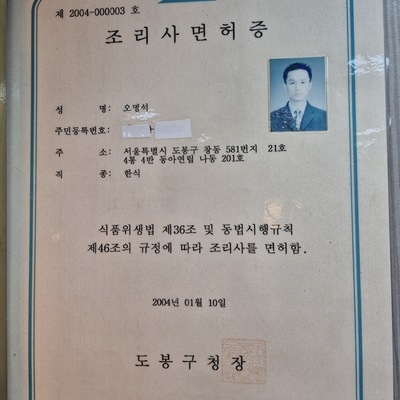 제 2004-000003 호
조리사면허증
성 명: 오명석
주민등록번호:
주 소: 서울특별시 도봉구 창동 581번지 21호
4통 4반 동아연립 나동 201호
직 종: 한식
식품위생법 제36조 및 동법시행규칙
제46조의 규정에 따라 조리사를 면허함.
2004년 01월 10일
도봉구청장